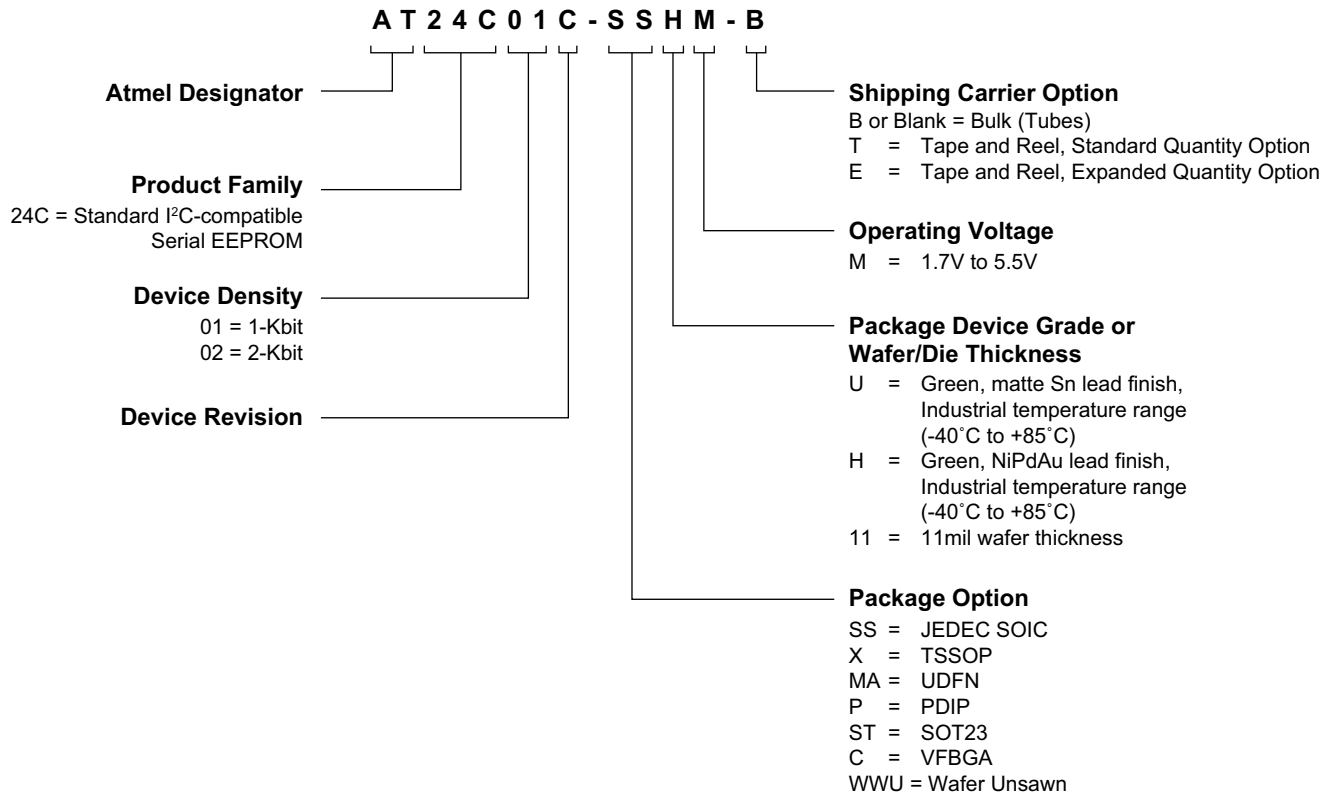 AT24C01C-SSHM-B
Atmel Designator
Product Family
24C = Standard I²C-compatible
Serial EEPROM
Device Density
01 = 1-Kbit
02 = 2-Kbit
Device Revision
Shipping Carrier Option
B or Blank = Bulk (Tubes)
T = Tape and Reel, Standard Quantity Option
E = Tape and Reel, Expanded Quantity Option
Operating Voltage
M = 1.7V to 5.5V
Package Device Grade or
Wafer/Die Thickness
U = Green, matte Sn lead finish,
Industrial temperature range
(-40˚C to +85˚C)
H = Green, NiPdAu lead finish,
Industrial temperature range
(-40˚C to +85˚C)
11 = 11mil wafer thickness
Package Option
SS = JEDEC SOIC
X = TSSOP
MA = UDFN
P = PDIP
ST = SOT23
C = VFBGA
WWU = Wafer Unsawn